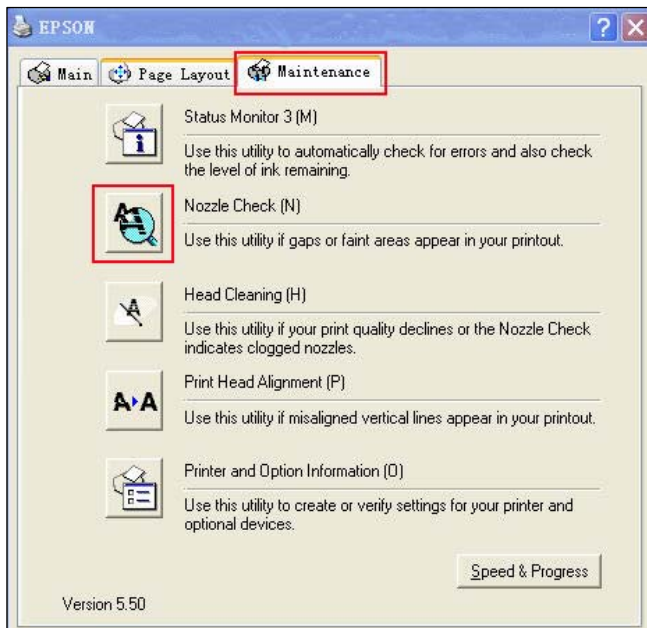 EPSON
Main Page Layout Maintenance
Status Monitor 3 (M)
Use this utility to automatically check for errors and also check
the level of ink remaining.
Nozzle Check (N)
Use this utility if gaps or faint areas appear in your printout.
Head Cleaning (H)
Use this utility if your print quality declines or the Nozzle Check
indicates clogged nozzles.
Print Head Alignment (P)
Use this utility if misaligned vertical lines appear in your printout.
Printer and Option Information (O)
Use this utility to create or verify settings for your printer and
optional devices.
Speed & Progress
Version 5.50